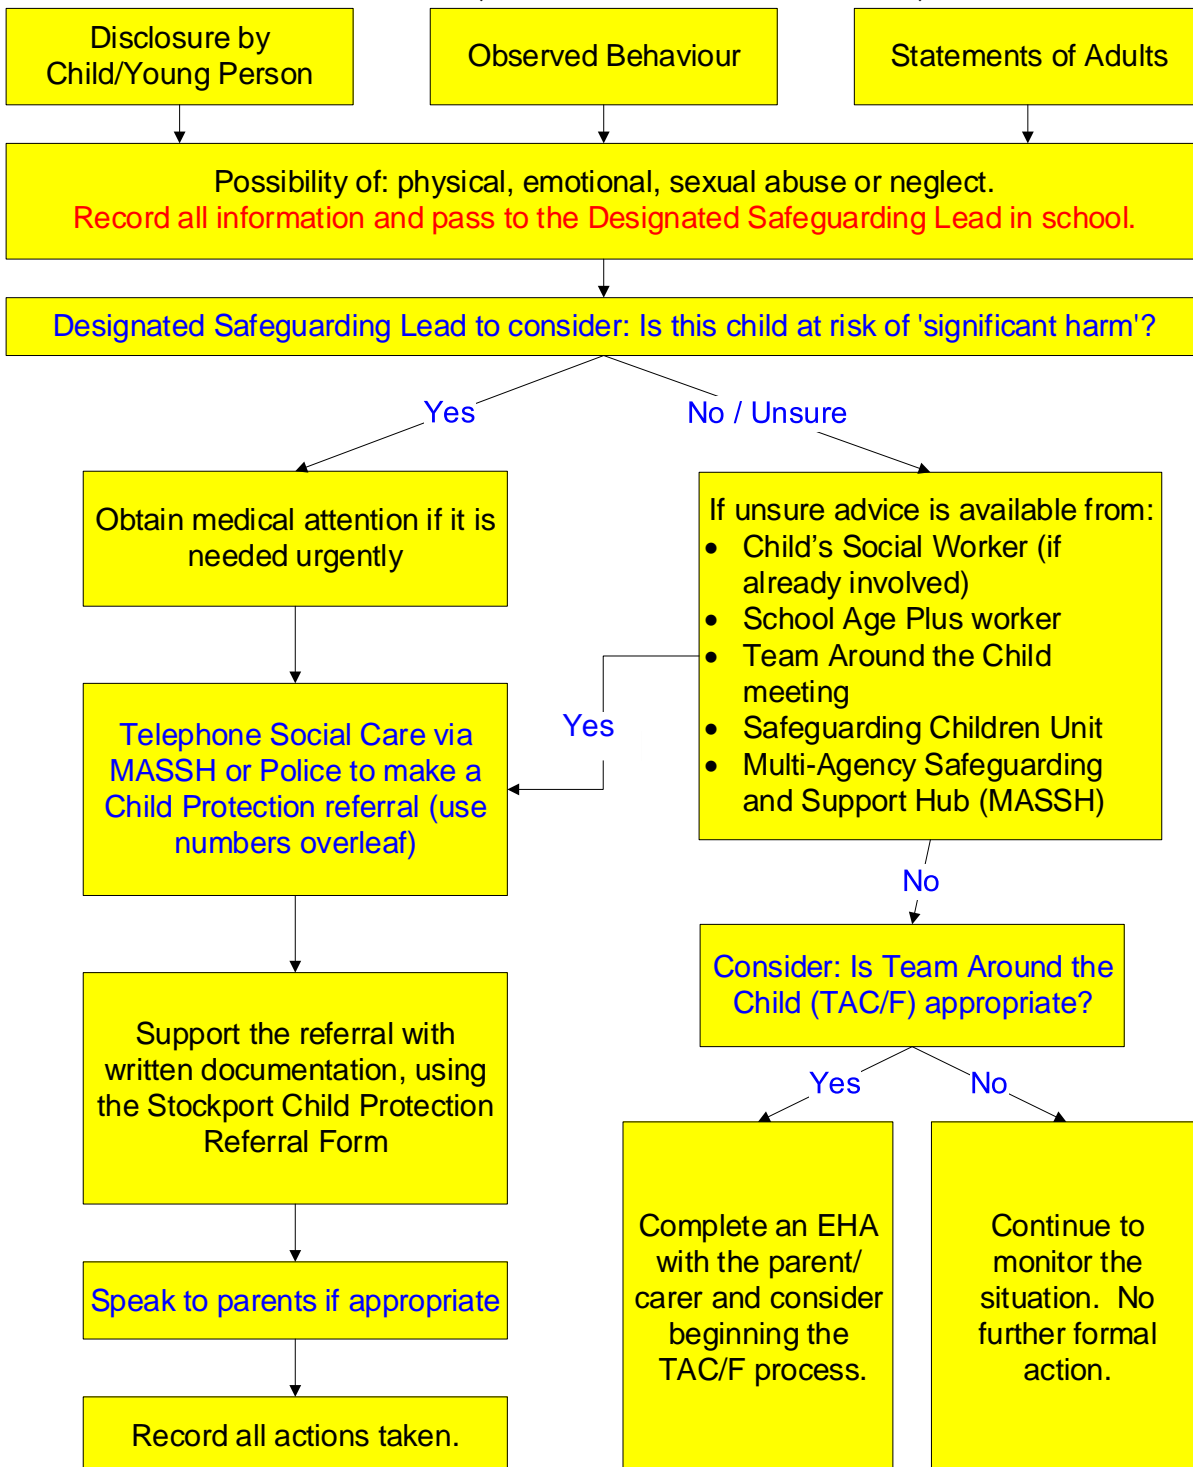 Disclosure by
Child/Young Person
Observed Behaviour
Statements of Adults
Possibility of: physical, emotional, sexual abuse or neglect.
Record all information and pass to the Designated Safeguarding Lead in school.
Designated Safeguarding Lead to consider: Is this child at risk of 'significant harm'?
Yes
No / Unsure
Obtain medical attention if it is
needed urgently
If unsure advice is available from:
• Child’s Social Worker (if
already involved)
• School Age Plus worker
• Team Around the Child
meeting
• Safeguarding Children Unit
• Multi-Agency Safeguarding
and Support Hub (MASSH)
Yes
Telephone Social Care via
MASSH or Police to make a
Child Protection referral (use
numbers overleaf)
No
Consider: Is Team Around the
Child (TAC/F) appropriate?
Support the referral with
written documentation, using
the Stockport Child Protection
Referral Form
Yes
No
Speak to parents if appropriate
Record all actions taken.
Complete an EHA
with the parent/
carer and consider
beginning the
TAC/F process.
Continue to
monitor the
situation.  No
further formal
action.